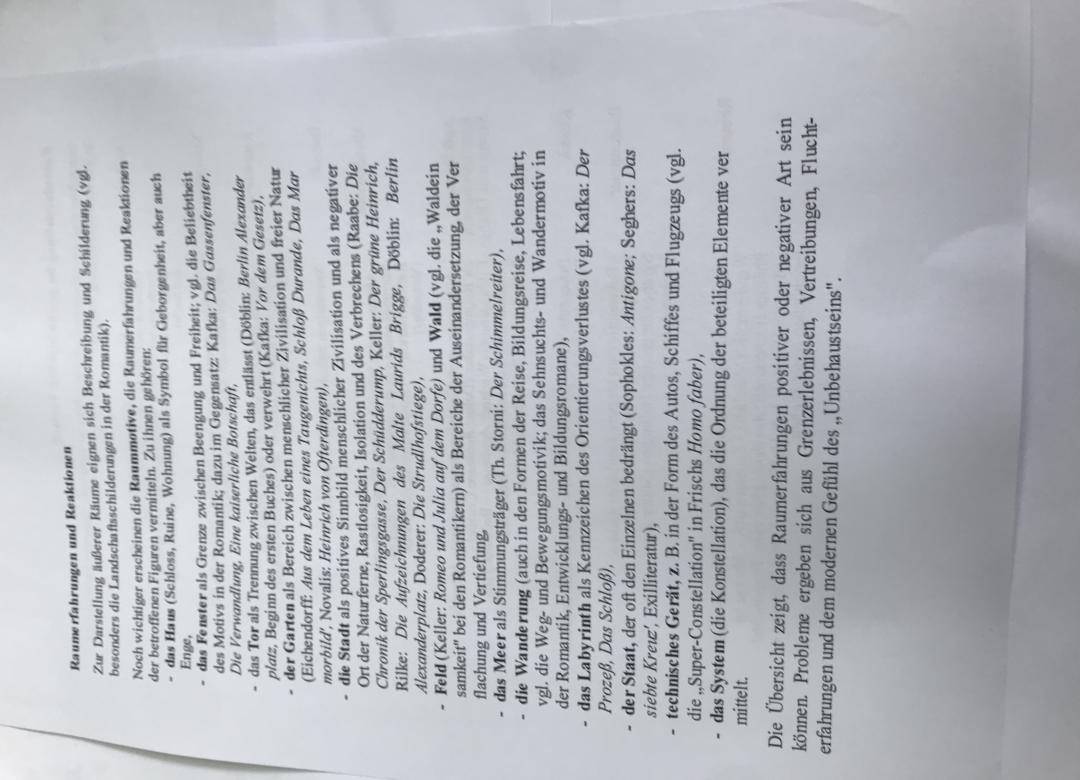 Raumerfahrungen und Reaktionen
Zur Darstellung äußerer Räume eignen sich Beschreibung und Schilderung (vgl.
besonders die Landschaftsschilderungen in der Romantik).
Noch wichtiger erscheinen die Raummotive, die Raumerfahrungen und Reaktionen
der betroffenen Figuren vermitteln. Zu ihnen gehören:
- das Haus (Schloss, Ruine, Wohnung) als Symbol für Geborgenheit, aber auch
Enge,
- das Fenster als Grenze zwischen Beengung und Freiheit; vgl. die Beliebtheit
des Motivs in der Romantik; dazu im Gegensatz: Kafka: Das Gassenfenster,
Die Verwandlung, Eine kaiserliche Botschaft,
- das Tor als Trennung zwischen Welten, das entlässt (Döblin: Berlin Alexander
platz, Beginn des ersten Buches) oder verwehrt (Kafka: Vor dem Gesetz),
- der Garten als Bereich zwischen menschlicher Zivilisation und freier Natur
(Eichendorff: Aus dem Leben eines Taugenichts, Schloß Durande, Das Mar
morbild', Novalis: Heinrich von Ofterdingen),
- die Stadt als positives Sinnbild menschlicher Zivilisation und als negativer
Ort der Naturferne, Rastlosigkeit, Isolation und des Verbrechens (Raabe: Die
Chronik der Sperlingsgasse, Der Schüdderump, Keller: Der grüne Heinrich,
Rilke: Die Aufzeichnungen des Malte Laurids Brigge, Döblin: Berlin
Alexanderplatz, Doderer: Die Strudlhofstiege),
- Feld (Keller: Romeo und Julia auf dem Dorfe) und Wald (vgl. die „Waldein
samkeit" bei den Romantikern) als Bereiche der Auseinandersetzung, der Ver
flachung und Vertiefung,
- das Meer als Stimmungsträger (Th. Storni: Der Schimmelreiter),
- die Wanderung (auch in den Formen der Reise, Bildungsreise, Lebensfahrt;
vgl. die Weg- und Bewegungsmotivik; das Sehnsuchts- und Wandermotiv in
der Romantik, Entwicklungs- und Bildungsromane),
- das Labyrinth als Kennzeichen des Orientierungsverlustes (vgl. Kafka: Der
Prozeß, Das Schloß),
- der Staat, der oft den Einzelnen bedrängt (Sophokles: Antigone; Seghers: Das
siebte Krenz', Exilliteratur),
- technisches Gerät, z. B. in der Form des Autos, Schiffes und Flugzeugs (vgl.
die „Super-Constellation" in Frischs Homo faber),
- das System (die Konstellation), das die Ordnung der beteiligten Elemente ver
mittelt.
Die Übersicht zeigt, dass Raumerfahrungen positiver oder negativer Art sein
können. Probleme ergeben sich aus Grenzerlebnissen, Vertreibungen, Flucht-
erfahrungen und dem modernen Gefühl des „Unbehaustseins".